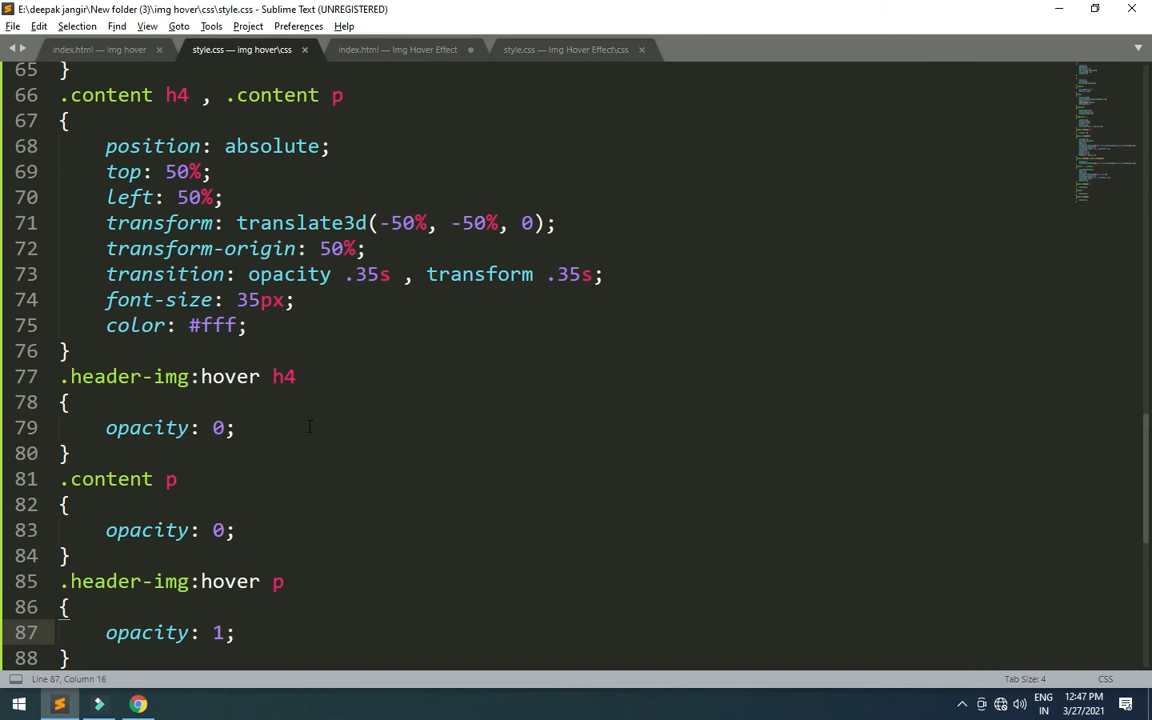 E:\deepak jangir\New folder (3)\img hover\css\style.css - Sublime Text (UNREGISTERED)
File Edit Selection Find View Goto Tools Project Preferences Help
index.html — img hover × style.css — img hover\css × index.html — Img Hover Effect style.css — Img Hover Effect\css ×
65 }
66 .content h4 , .content p
67 {
68 position: absolute;
69 top: 50%;
70 left: 50%;
71 transform: translate3d(-50%, -50%, 0);
72 transform-origin: 50%;
73 transition: opacity .35s , transform .35s;
74 font-size: 35px;
75 color: #fff;
76 }
77 .header-img:hover h4
78 {
79 opacity: 0;
80 }
81 .content p
82 {
83 opacity: 0;
84 }
85 .header-img:hover p
86 {
87 opacity: 1;
88 }
Line 87, Column 16 Tab Size: 4 CSS
ENG 12:47 PM
IN 3/27/2021